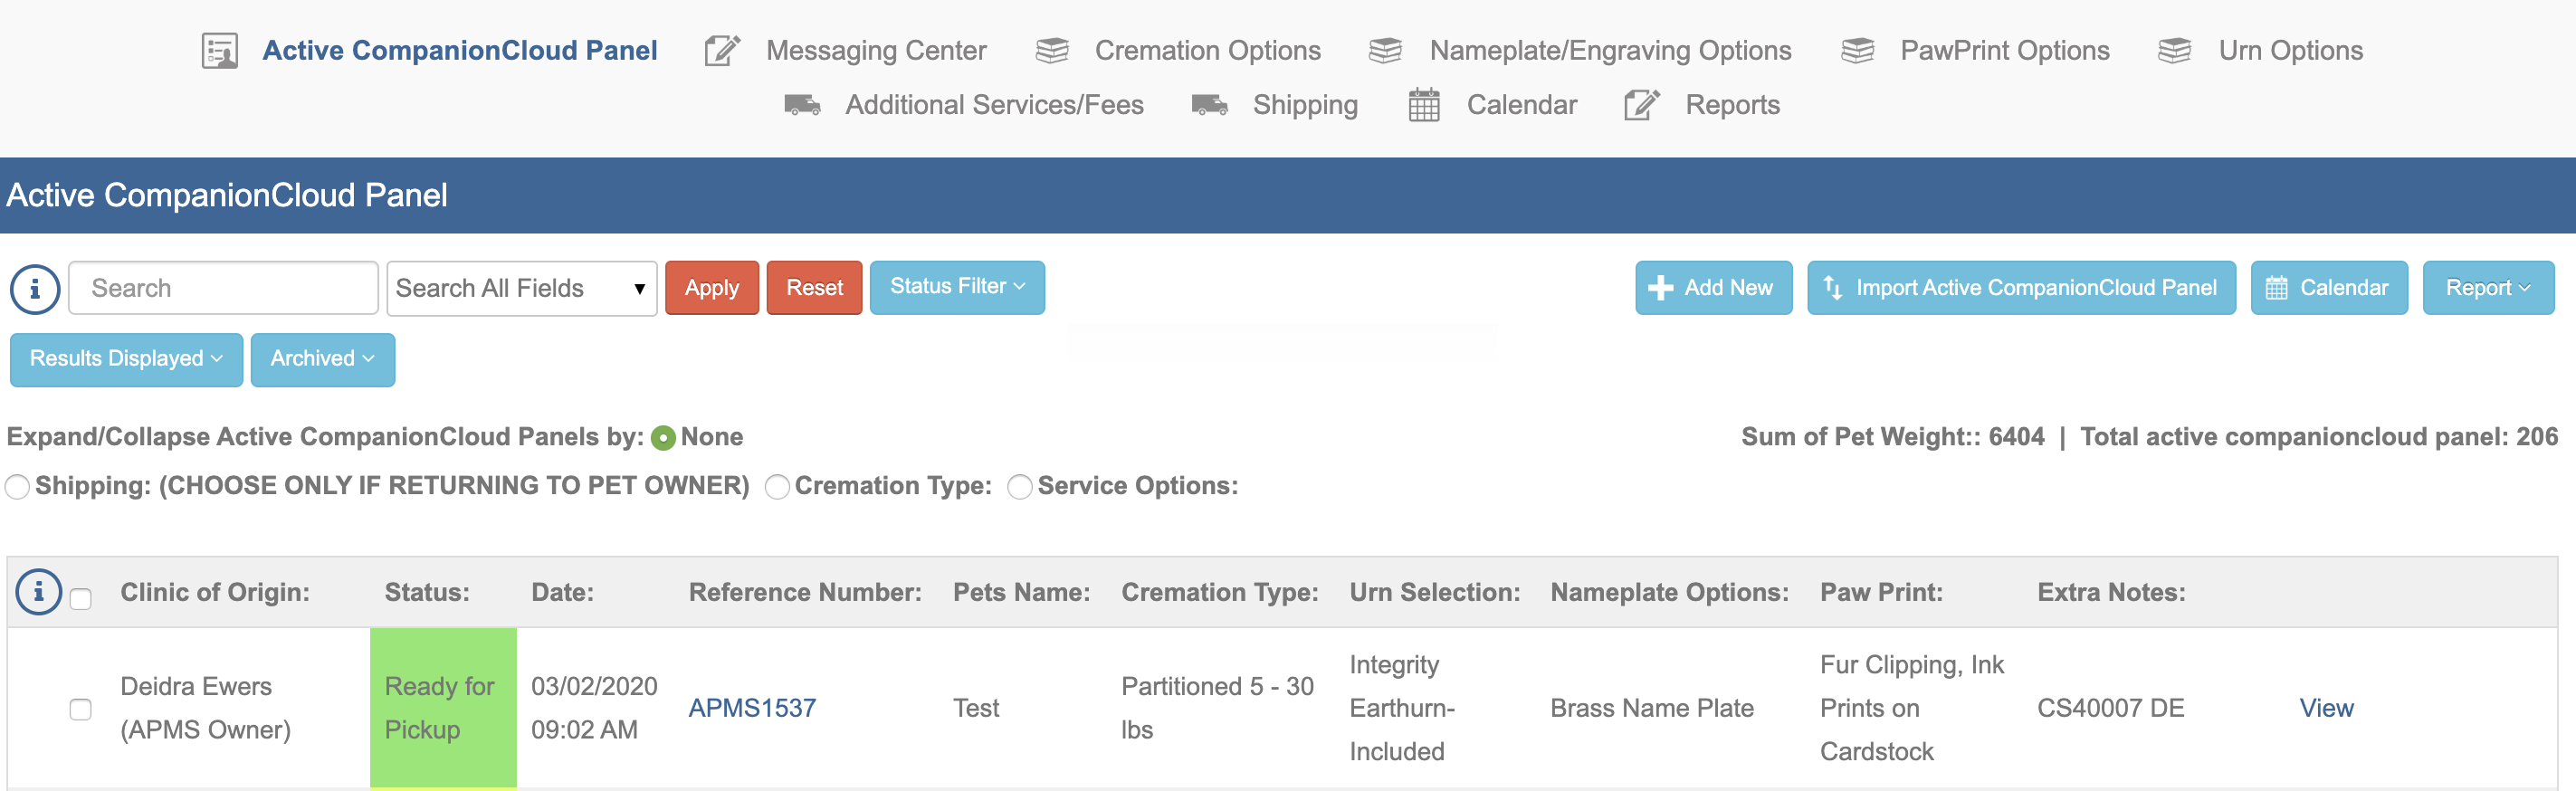 Active CompanionCloud Panel Messaging Center Cremation Options Nameplate/Engraving Options PawPrint Options Urn Options
Additional Services/Fees Shipping Calendar Reports
Active CompanionCloud Panel
Search Search All Fields Apply Reset Status Filter Add New Import Active CompanionCloud Panel Calendar Report
Results Displayed Archived
Expand/Collapse Active CompanionCloud Panels by: None Sum of Pet Weight:: 6404 | Total active companioncloud panel: 206
Shipping: (CHOOSE ONLY IF RETURNING TO PET OWNER) Cremation Type: Service Options:
Clinic of Origin: Status: Date: Reference Number: Pets Name: Cremation Type: Urn Selection: Nameplate Options: Paw Print: Extra Notes:
Deidra Ewers
(APMS Owner)
Ready for
Pickup
03/02/2020
09:02 AM
APMS1537
Test
Partitioned 5 - 30
lbs
Integrity
Earthurn-
Included
Brass Name Plate
Fur Clipping, Ink
Prints on
Cardstock
CS40007 DE
View